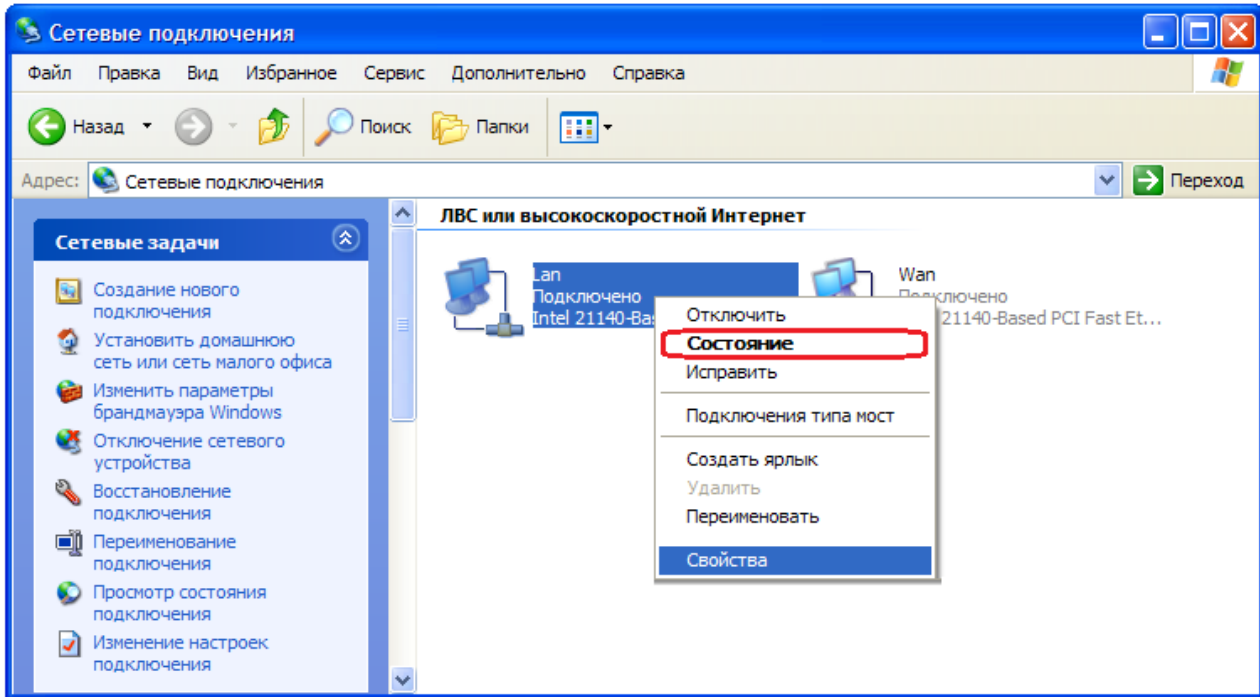 Сетевые подключения
Файл Правка Вид Избранное Сервис Дополнительно Справка
Назад Поиск Папки
Адрес: Сетевые подключения Переход
Сетевые задачи
Создание нового
подключения
Установить домашнюю
сеть или сеть малого офиса
Изменить параметры
брандмауэра Windows
Отключение сетевого
устройства
Восстановление
подключения
Переименование
подключения
Просмотр состояния
подключения
Изменение настроек
подключения
ЛВС или высокоскоростной Интернет
Lan
Подключено
Intel 21140-Bas
Wan
Подключено
21140-Based PCI Fast Et...
Отключить
Состояние
Исправить
Подключения типа мост
Создать ярлык
Удалить
Переименовать
Свойства